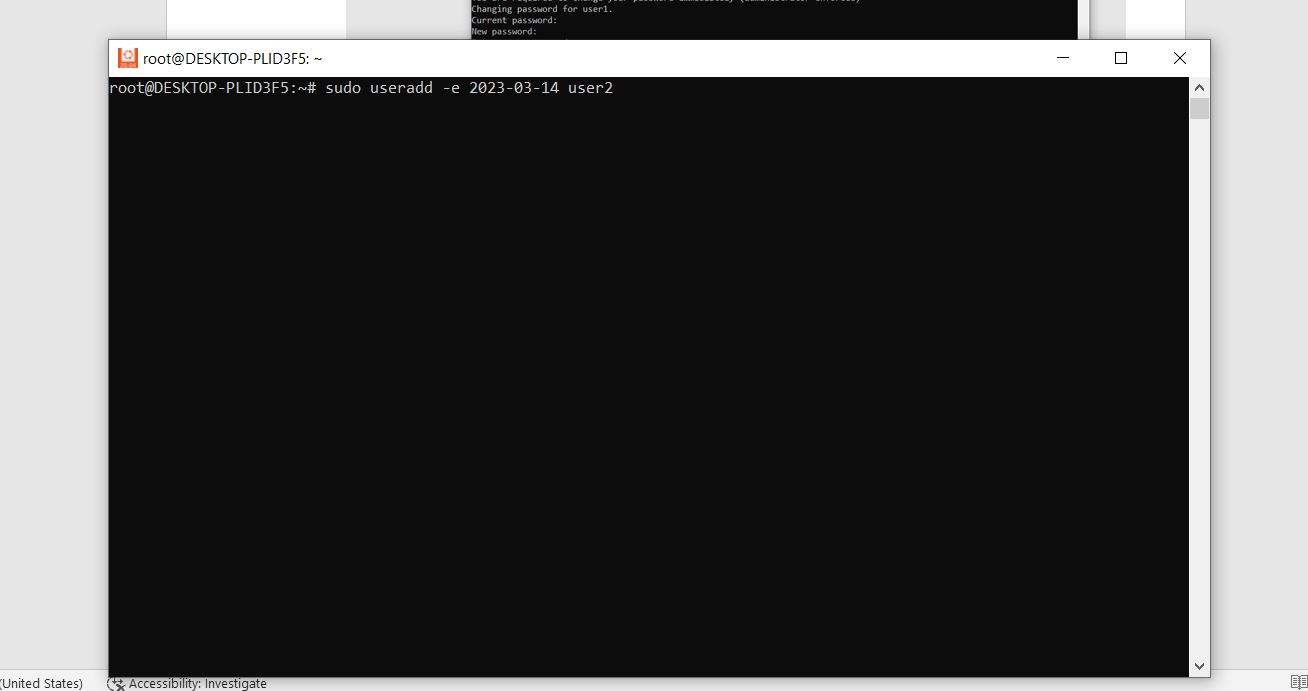 Changing password for user1.
Current password:
New password:
root@DESKTOP-PLID3F5: ~
root@DESKTOP-PLID3F5:~# sudo useradd -e 2023-03-14 user2
(United States)
Accessibility: Investigate